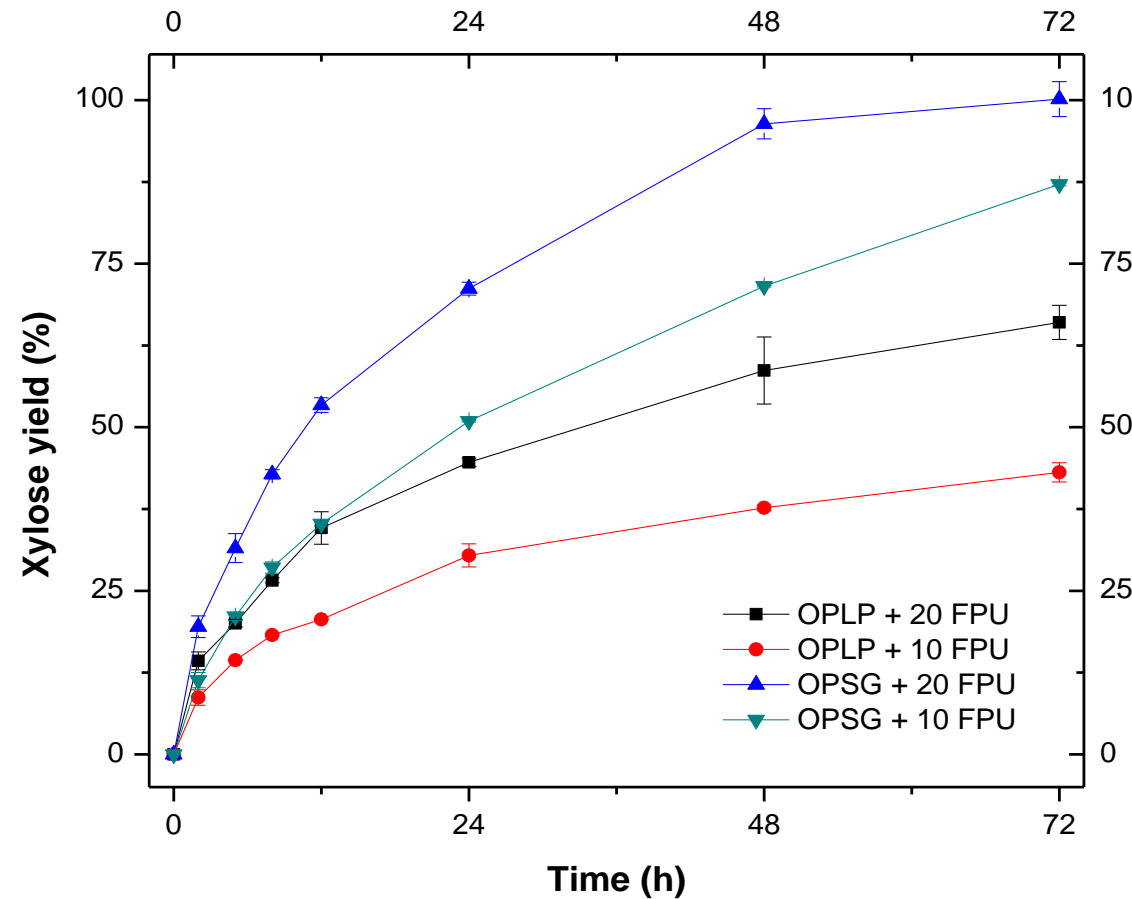 0 24 48 72
100 10
75 75
50 50
25 25
0 0
Xylose yield (%)
OPLP + 20 FPU
OPLP + 10 FPU
OPSG + 20 FPU
OPSG + 10 FPU
0 24 48 72
Time (h)